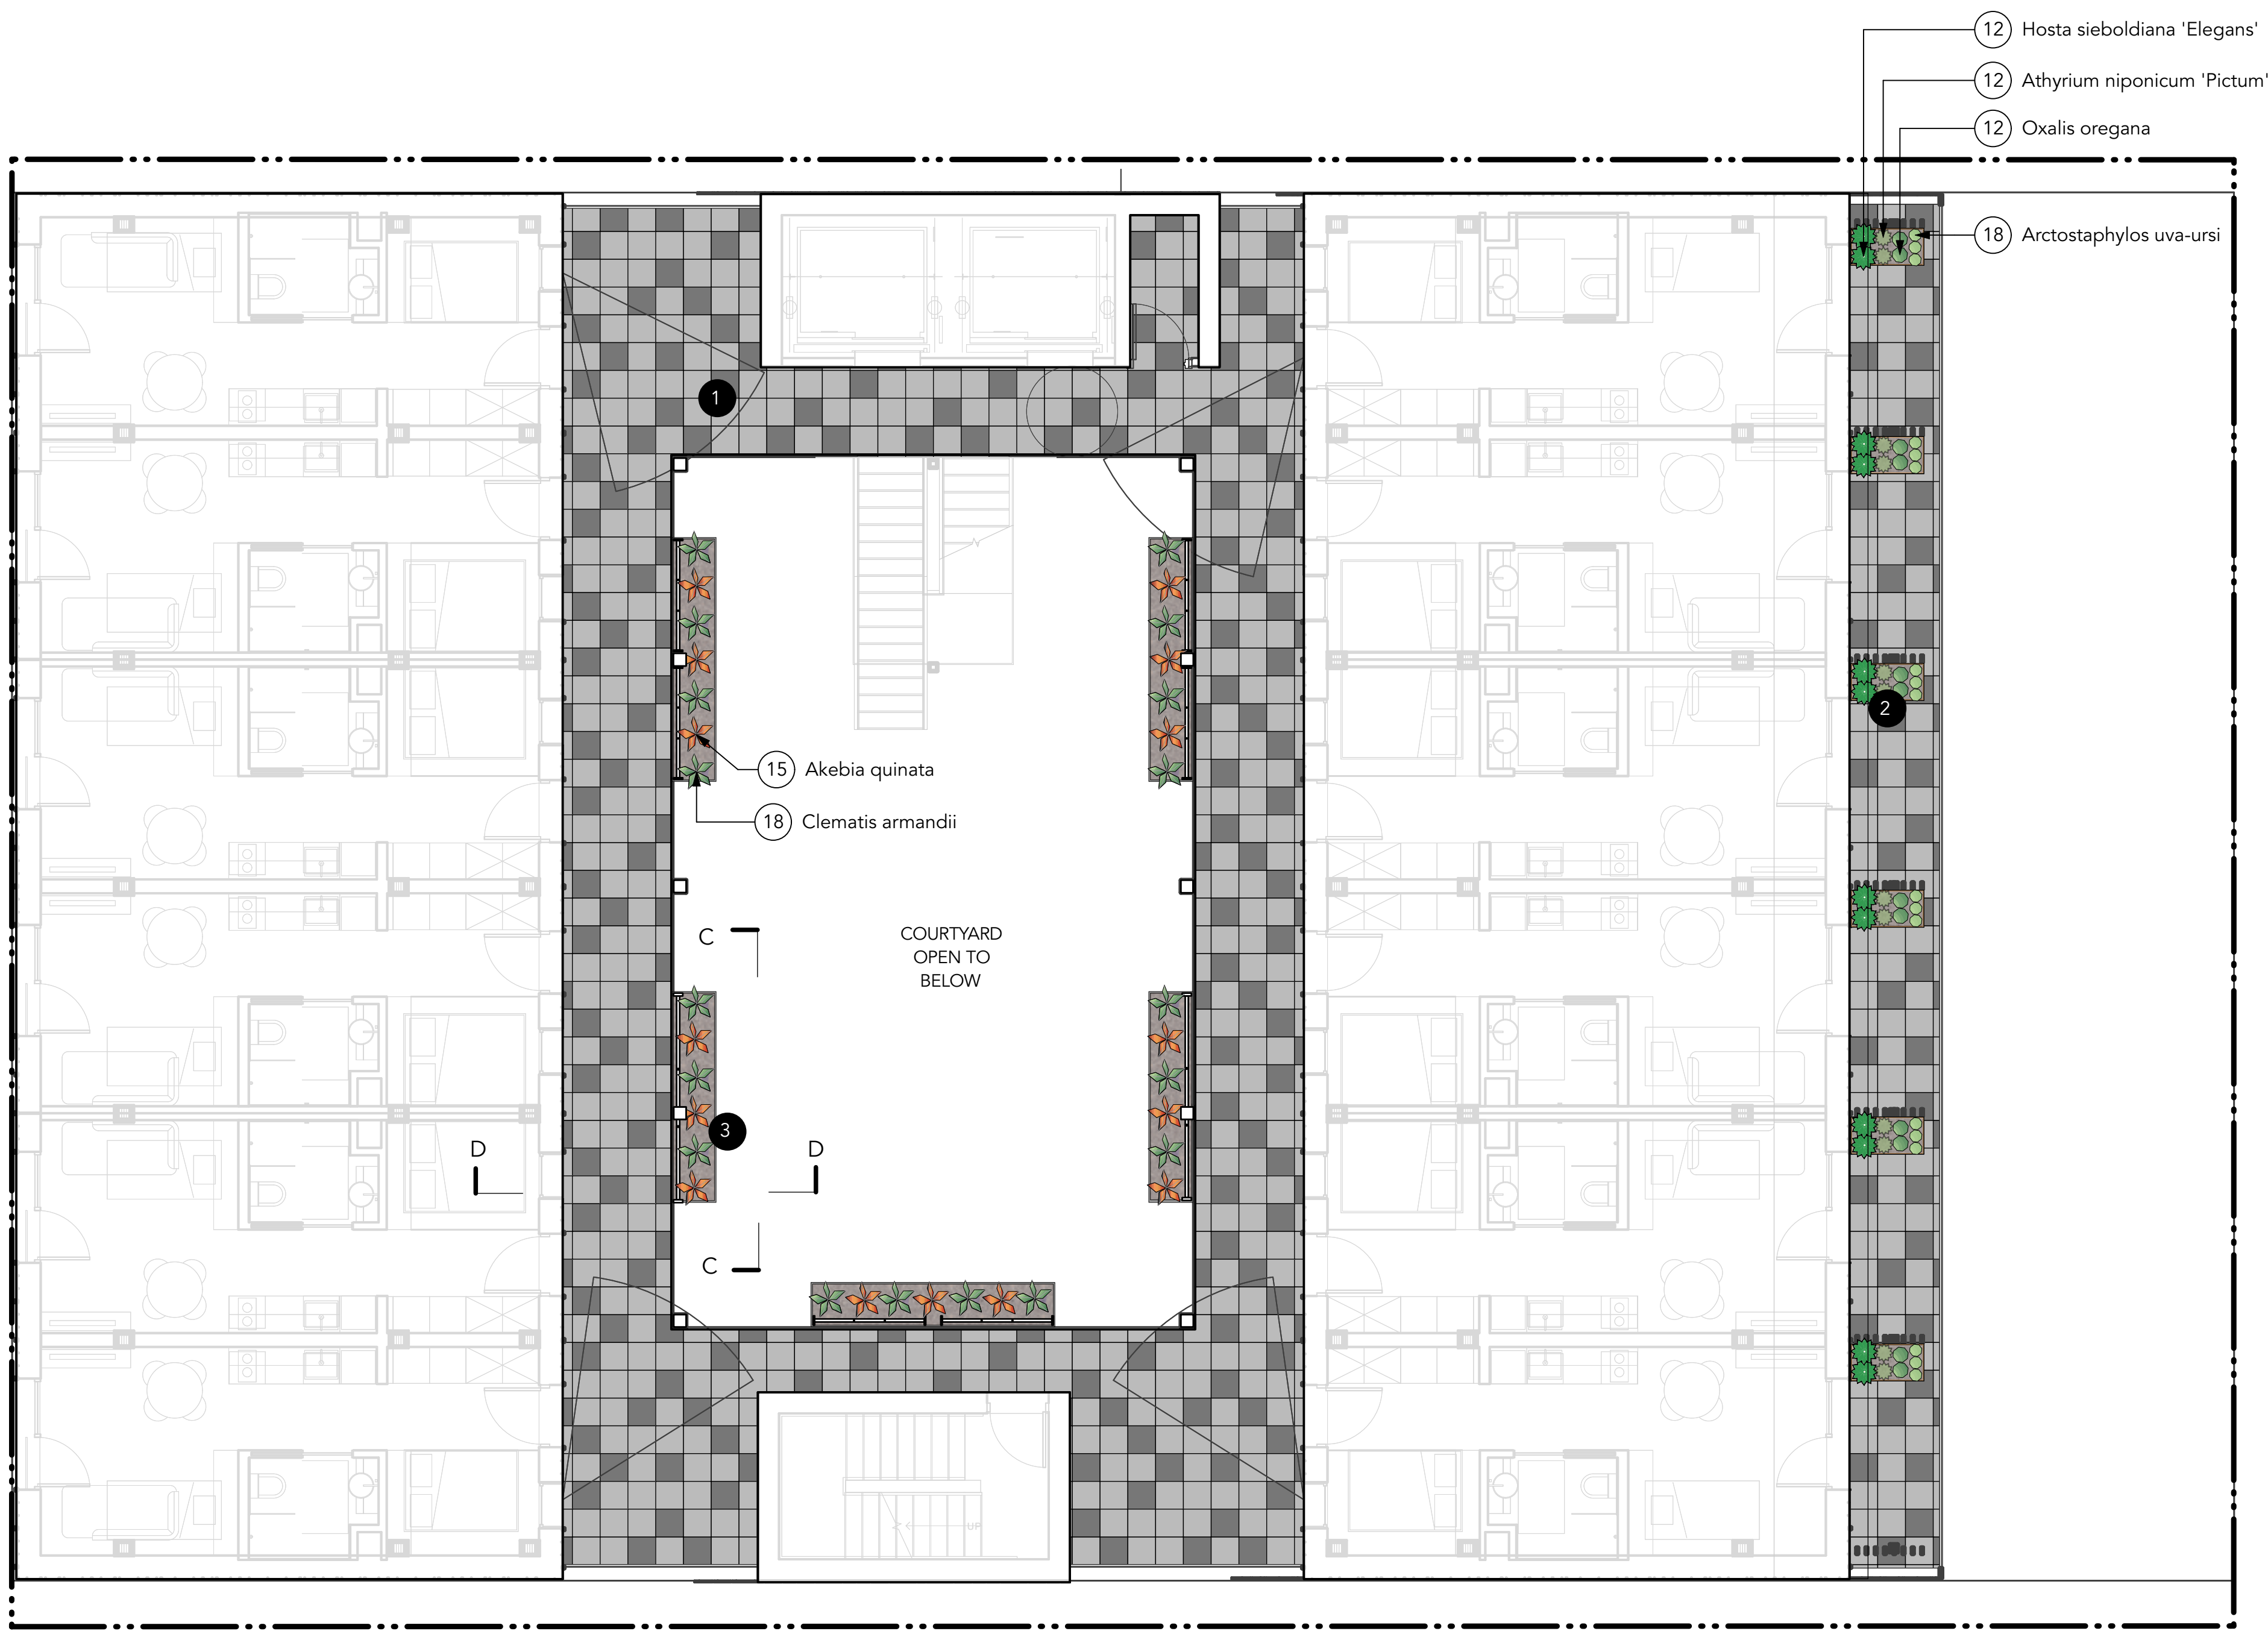 12 Hosta sieboldiana 'Elegans'
12 Athyrium niponicum 'Pictum'
12 Oxalis oregana
18 Arctostaphylos uva-ursi
1
2
15 Akebia quinata
18 Clematis armandii
C
COURTYARD
OPEN TO
BELOW
3
D
D
C
UP